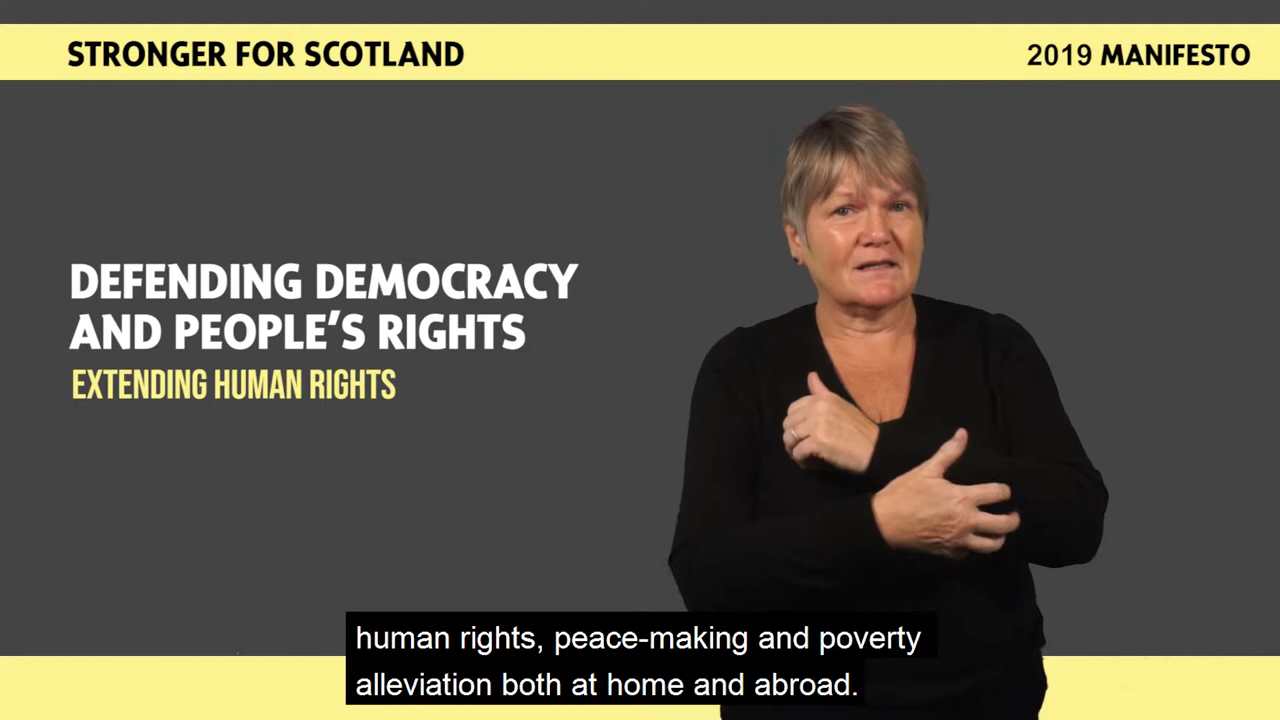 STRONGER FOR SCOTLAND
2019 MANIFESTO
DEFENDING DEMOCRACY
AND PEOPLE'S RIGHTS
EXTENDING HUMAN RIGHTS
human rights, peace-making and poverty
alleviation both at home and abroad.